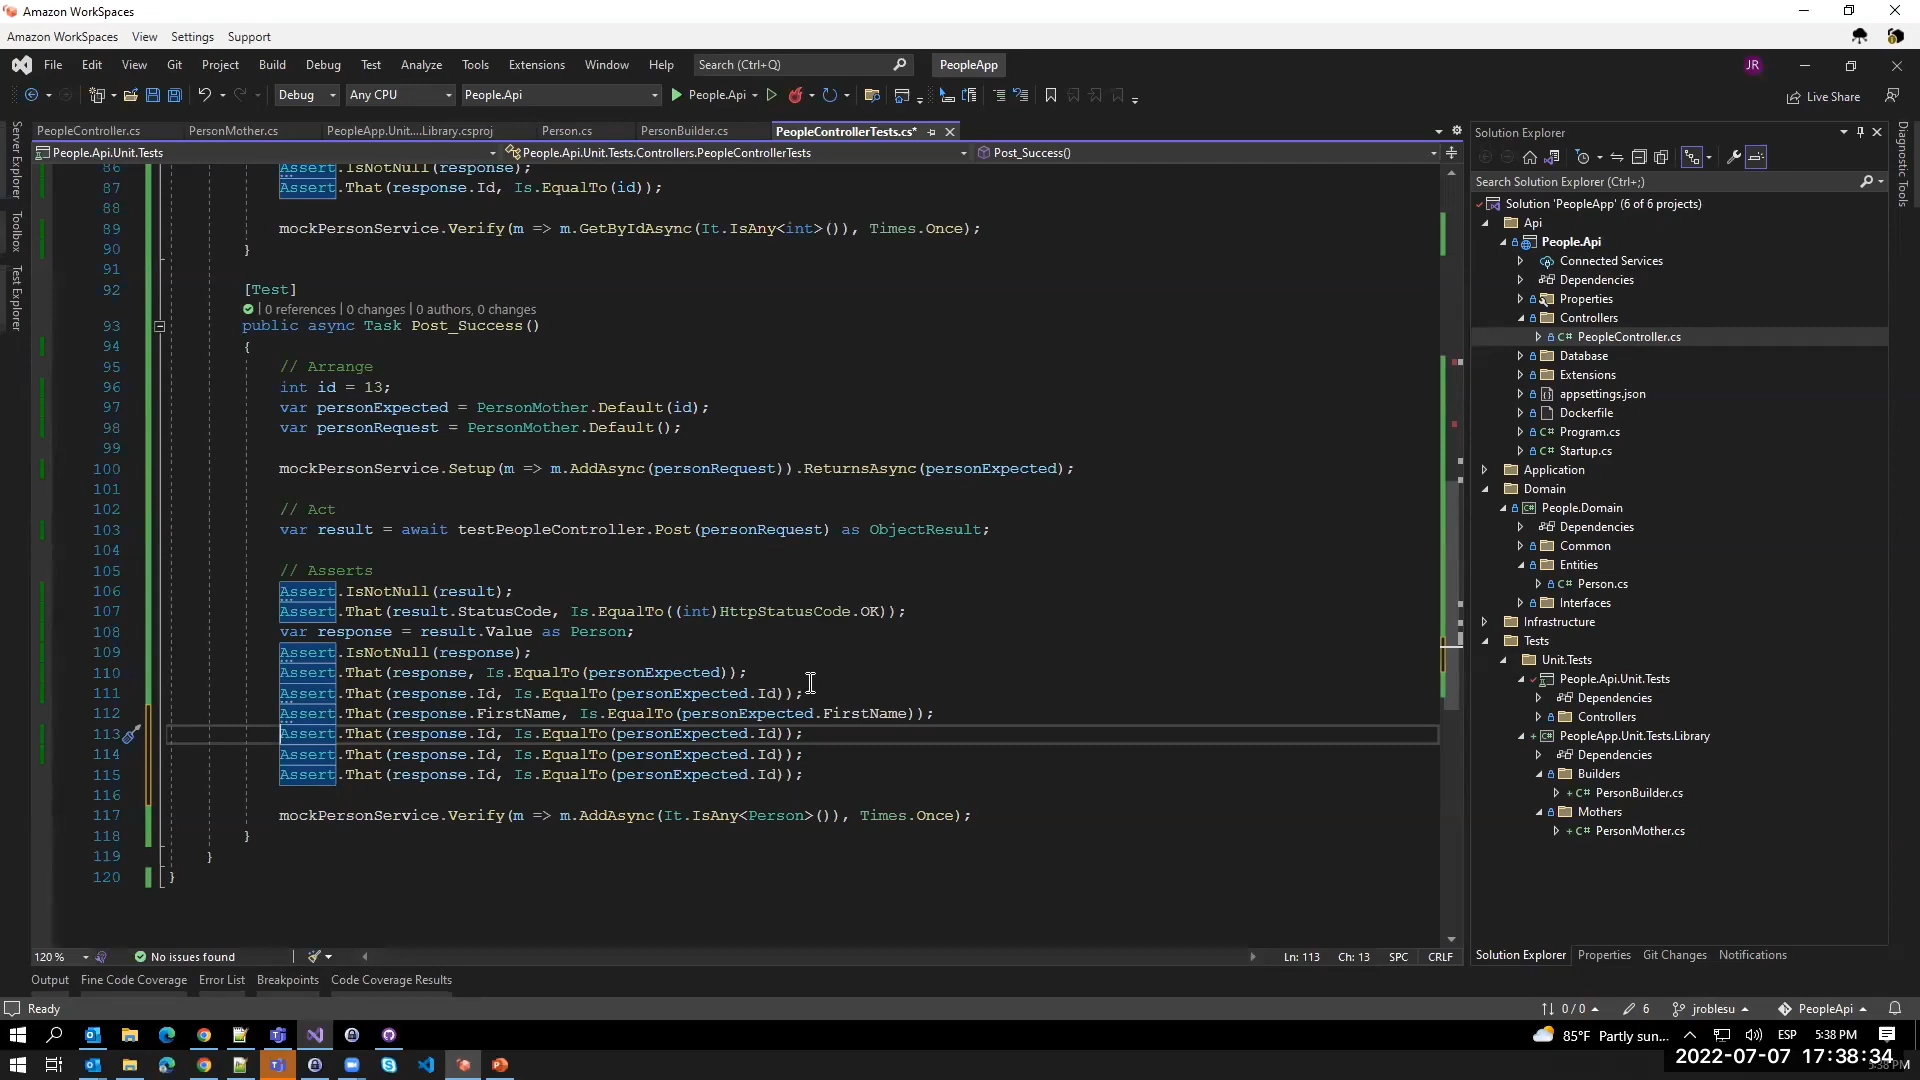 Amazon WorkSpaces
Amazon WorkSpaces View Settings Support
File Edit View Git Project Build Debug Test Analyze Tools Extensions Window Help Search (Ctrl+Q) PeopleApp JR
Debug Any CPU People.Api People.Api Live Share
PeopleController.cs PersonMother.cs PeopleApp.Unit....Library.csproj Person.cs PersonBuilder.cs PeopleControllerTests.cs*
People.Api.Unit.Tests People.Api.Unit.Tests.Controllers.PeopleControllerTests Post_Success()
Server Explorer
Toolbox
Test Explorer
86 Assert.IsNotNull(response);
87 Assert.That(response.Id, Is.EqualTo(id));
88
89 mockPersonService.Verify(m => m.GetByIdAsync(It.IsAny<int>()), Times.Once);
90 }
91
92 [Test]
0 references | 0 changes | 0 authors, 0 changes
93 public async Task Post_Success()
94 {
95 // Arrange
96 int id = 13;
97 var personExpected = PersonMother.Default(id);
98 var personRequest = PersonMother.Default();
99
100 mockPersonService.Setup(m => m.AddAsync(personRequest)).ReturnsAsync(personExpected);
101
102 // Act
103 var result = await testPeopleController.Post(personRequest) as ObjectResult;
104
105 // Asserts
106 Assert.IsNotNull(result);
107 Assert.That(result.StatusCode, Is.EqualTo((int)HttpStatusCode.OK));
108 var response = result.Value as Person;
109 Assert.IsNotNull(response);
110 Assert.That(response, Is.EqualTo(personExpected));
111 Assert.That(response.Id, Is.EqualTo(personExpected.Id));
112 Assert.That(response.FirstName, Is.EqualTo(personExpected.FirstName));
113 Assert.That(response.Id, Is.EqualTo(personExpected.Id));
114 Assert.That(response.Id, Is.EqualTo(personExpected.Id));
115 Assert.That(response.Id, Is.EqualTo(personExpected.Id));
116
117 mockPersonService.Verify(m => m.AddAsync(It.IsAny<Person>()), Times.Once);
118 }
119 }
120 }
120 % No issues found Ln: 113 Ch: 13 SPC CRLF
Output Fine Code Coverage Error List Breakpoints Code Coverage Results
Solution Explorer
Search Solution Explorer (Ctrl+;)
Solution 'PeopleApp' (6 of 6 projects)
Api
People.Api
Connected Services
Dependencies
Properties
Controllers
C# PeopleController.cs
Database
Extensions
appsettings.json
Dockerfile
C# Program.cs
C# Startup.cs
Application
Domain
People.Domain
Dependencies
Common
Entities
C# Person.cs
Interfaces
Infrastructure
Tests
Unit.Tests
People.Api.Unit.Tests
Dependencies
Controllers
PeopleApp.Unit.Tests.Library
Dependencies
Builders
C# PersonBuilder.cs
Mothers
C# PersonMother.cs
Solution Explorer Properties Git Changes Notifications
Diagnostic Tools
Ready 0 / 0 6 jroblesu PeopleApi
85°F Partly sun... ESP 5:38 PM
2022-07-07 17:38:34